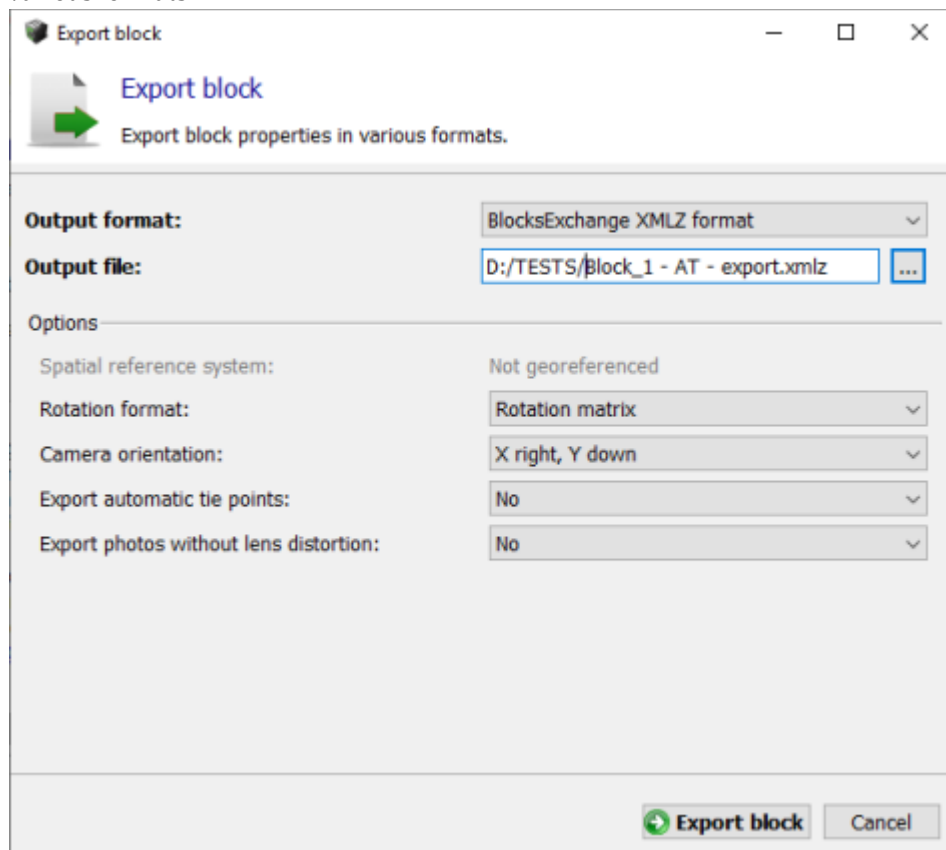 Export block
Export block
Export block properties in various formats.
Output format: BlocksExchange XMLZ format
Output file: D:/TESTS/Block_1 - AT - export.xmlz ...
Options
Spatial reference system: Not georeferenced
Rotation format: Rotation matrix
Camera orientation: X right, Y down
Export automatic tie points: No
Export photos without lens distortion: No
Export block Cancel